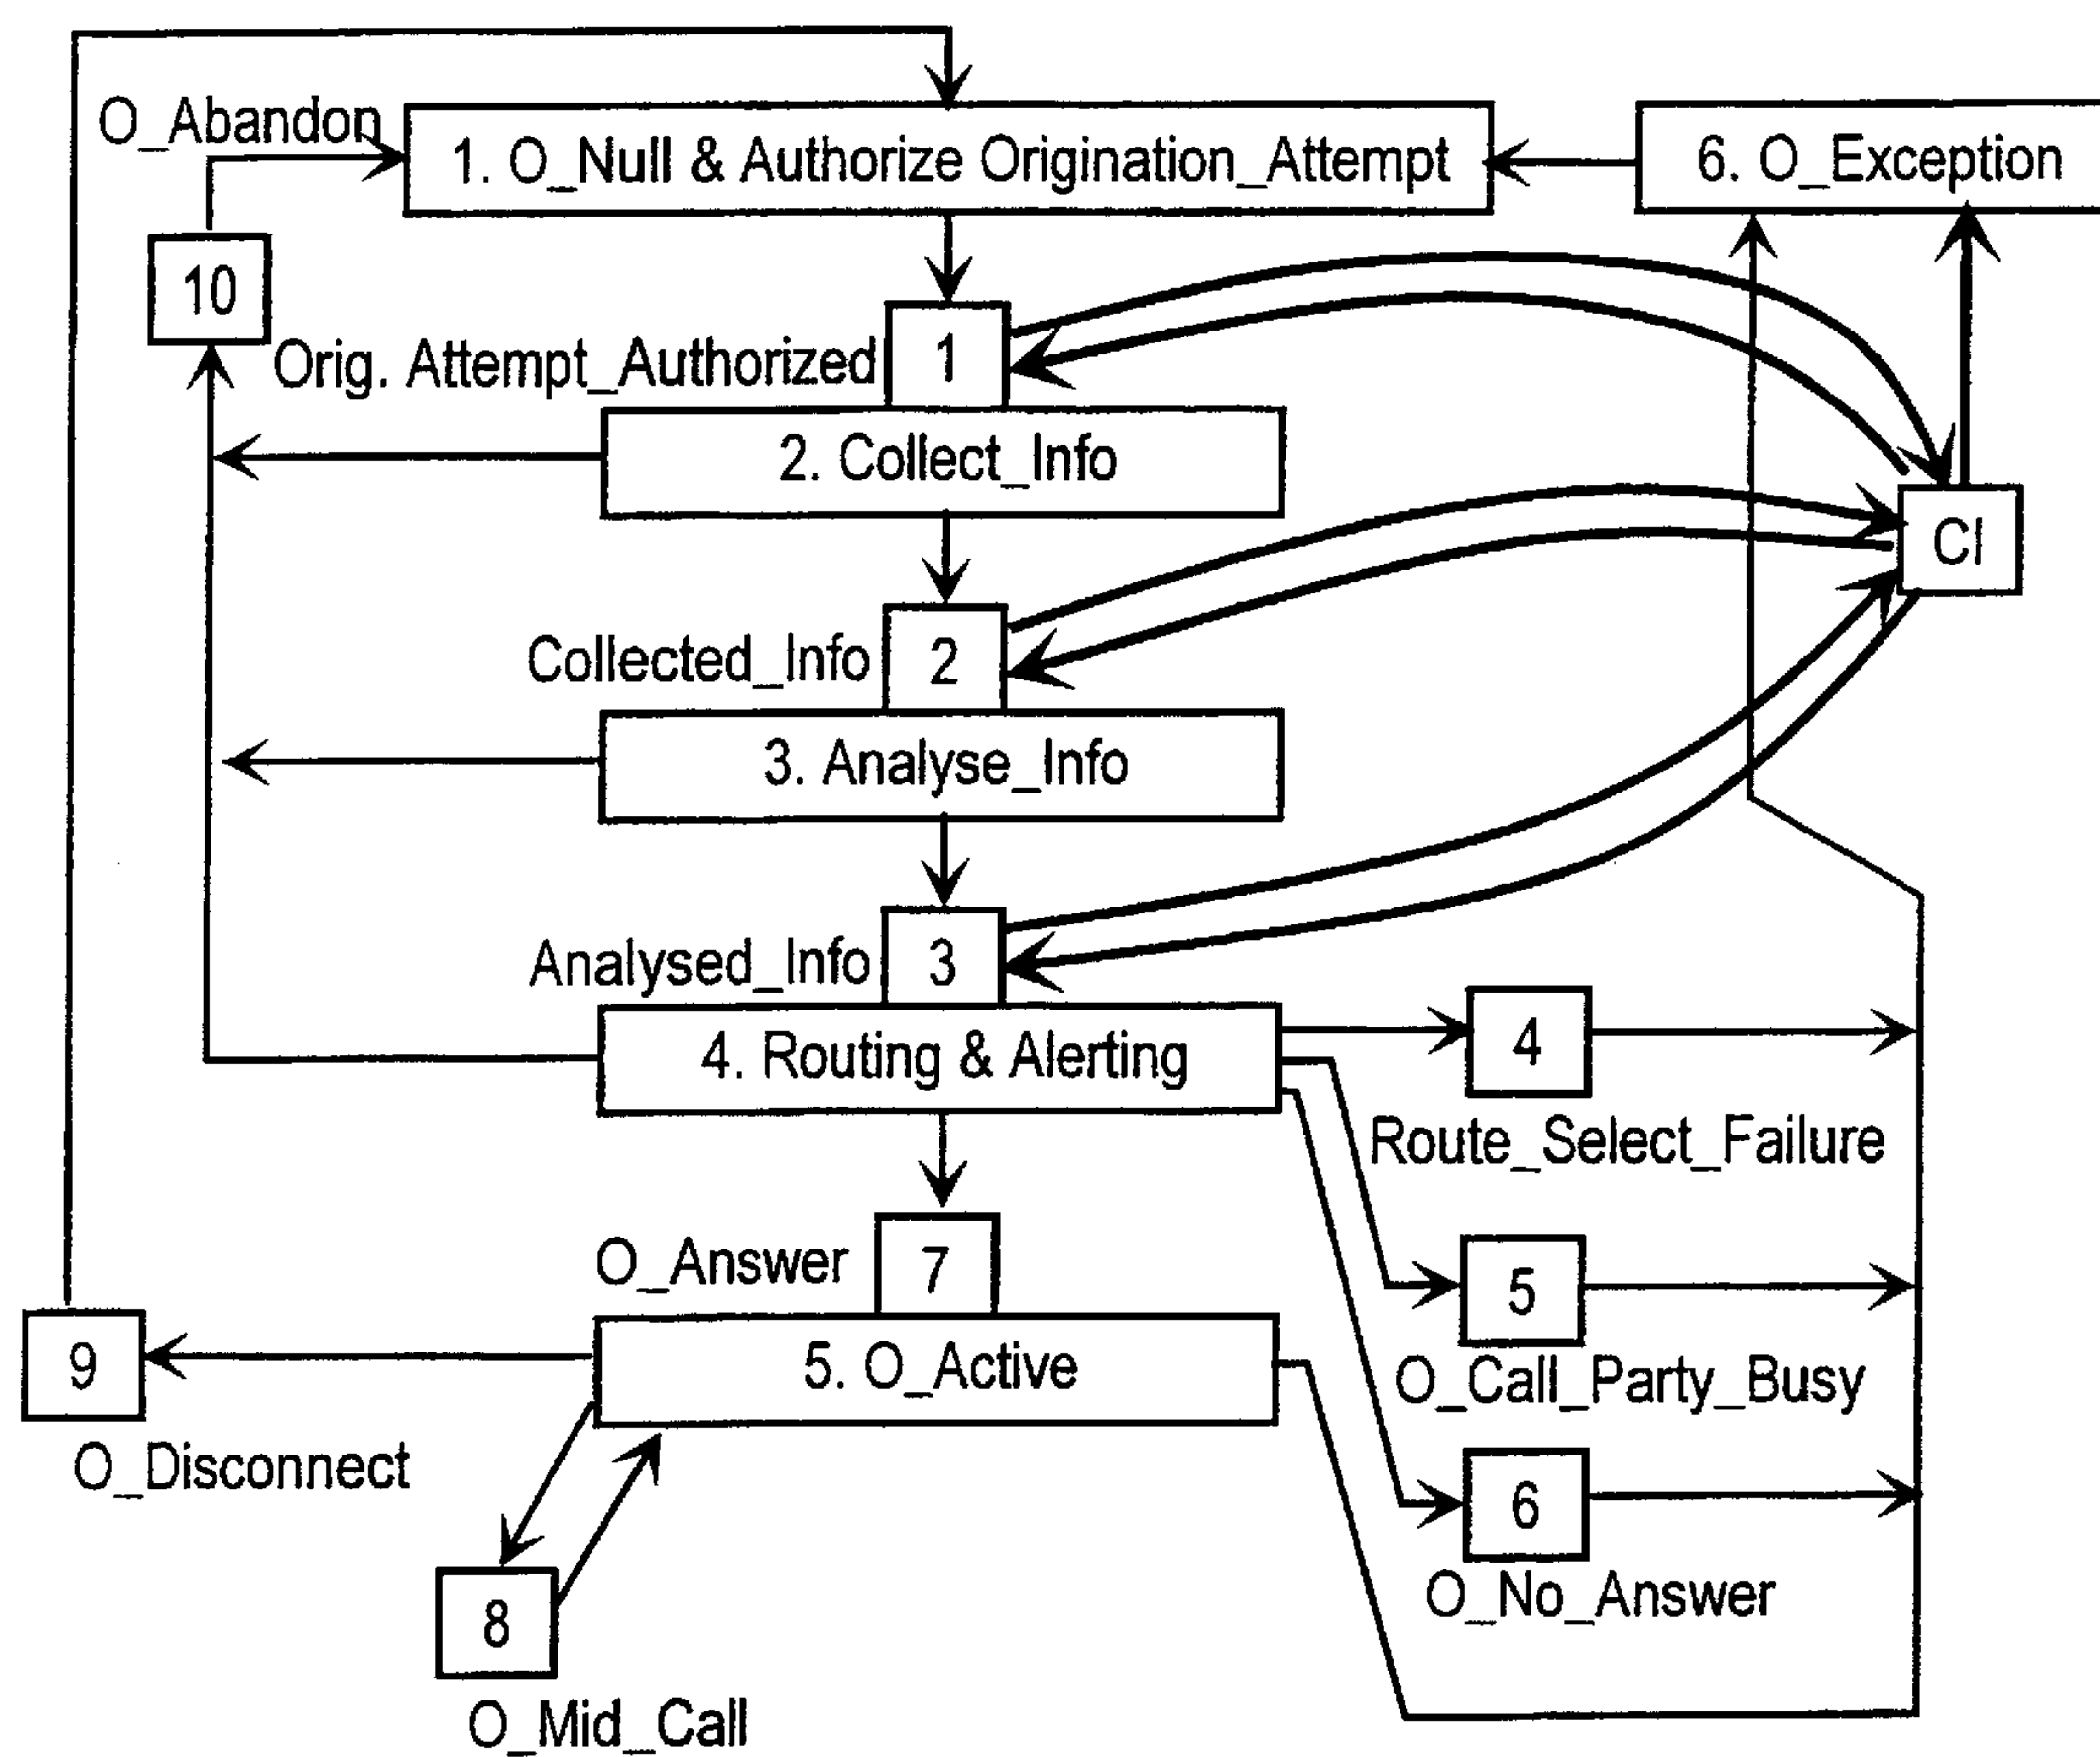 O_Abandon
1. O_Null & Authorize Origination_Attempt
6. O_Exception
10
Orig. Attempt_Authorized
1
2. Collect_Info
CI
Collected_Info
2
3. Analyse_Info
Analysed_Info
3
4. Routing & Alerting
4
Route_Select_Failure
O_Answer
7
5
9
5. O_Active
O_Call_Party_Busy
O_Disconnect
6
O_No_Answer
8
O_Mid_Call